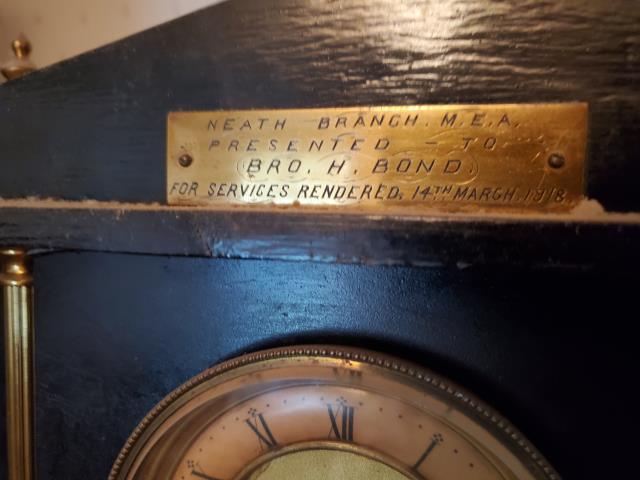 NEATH BRANCH. M.E.A.
PRESENTED - TO
BRO. H. BOND.
FOR SERVICES RENDERED. 14TH MARCH. 1918.
XI XII I